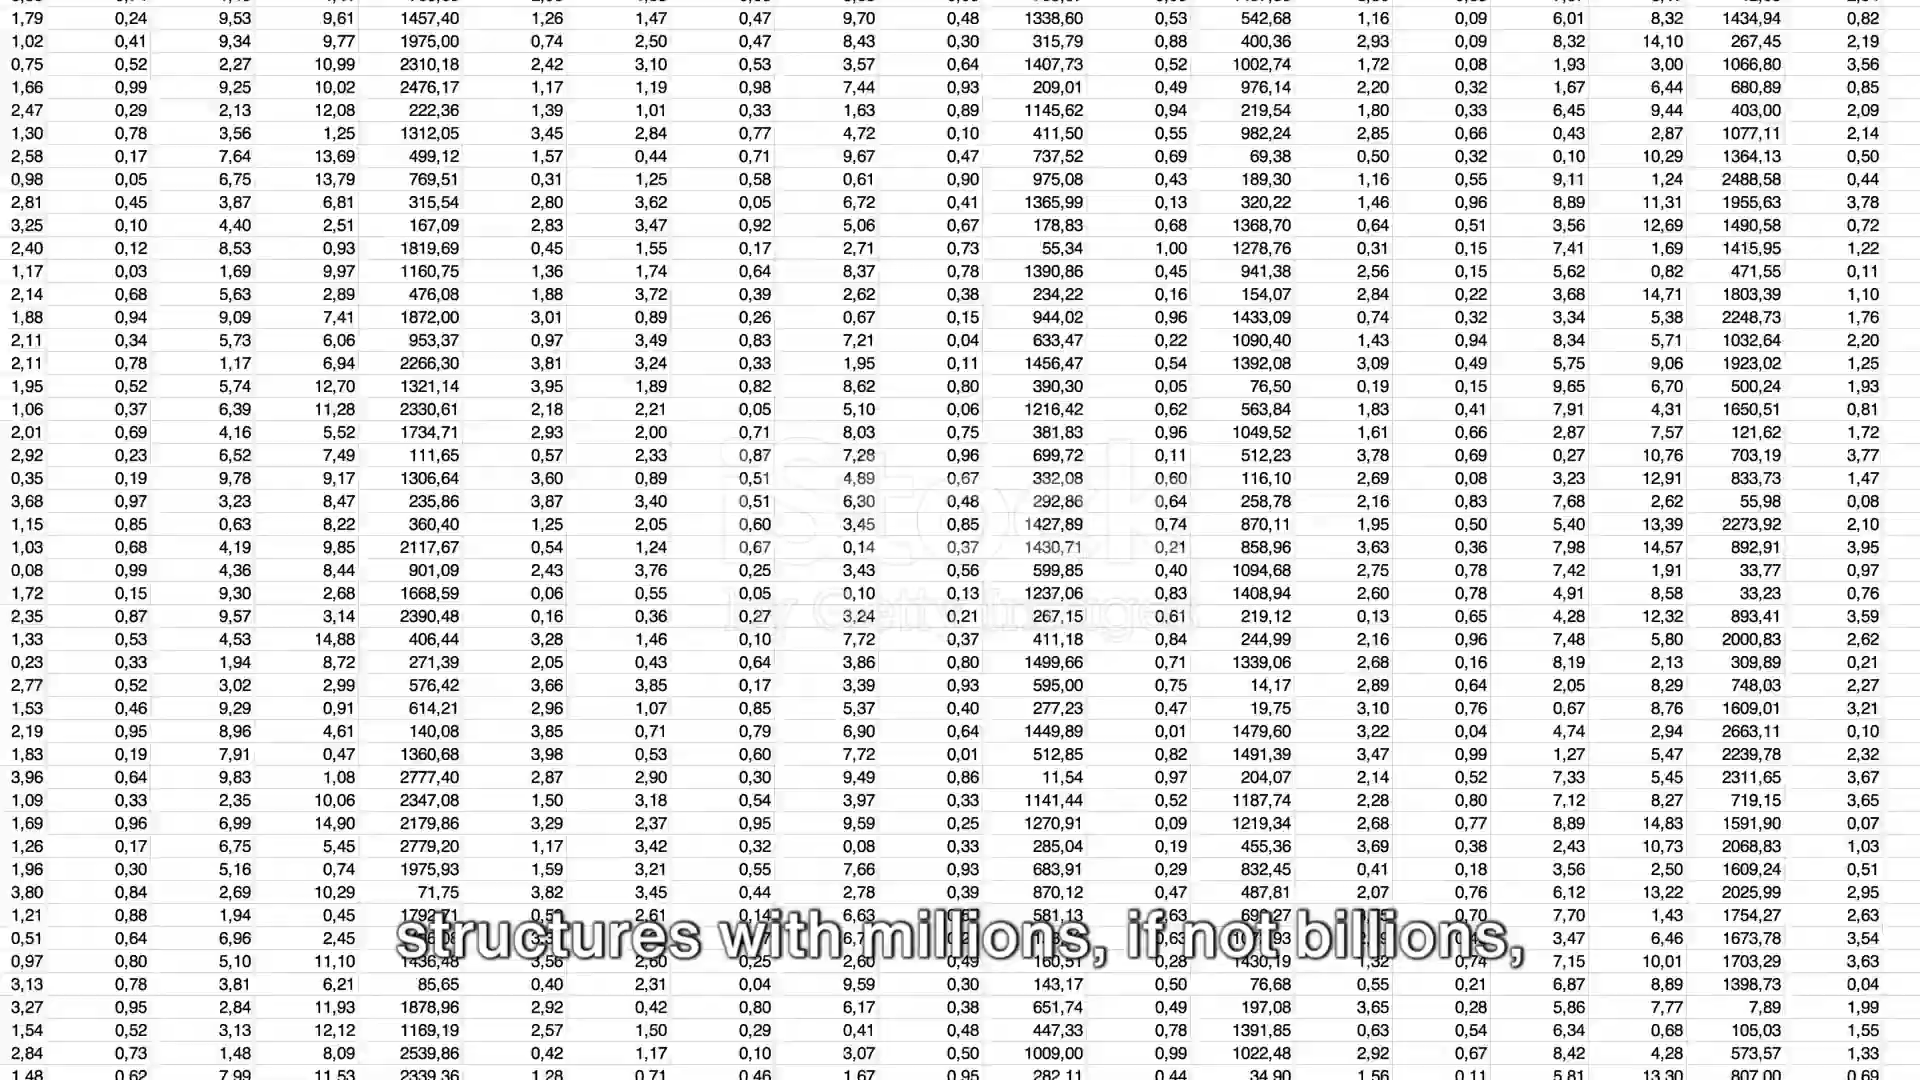 1,79 0,24 9,53 9,61 1457,40 1,26 1,47 0,47 9,70 0,48 1338,60 0,53 542,68 1,16 0,09 6,01 8,32 1434,94 0,82
1,02 0,41 9,34 9,77 1975,00 0,74 2,50 0,47 8,43 0,30 315,79 0,88 400,36 2,93 0,09 8,32 14,10 267,45 2,19
0,75 0,52 2,27 10,99 2310,18 2,42 3,10 0,53 3,57 0,64 1407,73 0,52 1002,74 1,72 0,08 1,93 3,00 1066,80 3,56
1,66 0,99 9,25 10,02 2476,17 1,17 1,19 0,98 7,44 0,93 209,01 0,49 976,14 2,20 0,32 1,67 6,44 680,89 0,85
2,47 0,29 2,13 12,08 222,36 1,39 1,01 0,33 1,63 0,89 1145,62 0,94 219,54 1,80 0,33 6,45 9,44 403,00 2,09
1,30 0,78 3,56 1,25 1312,05 3,45 2,84 0,77 4,72 0,10 411,50 0,55 982,24 2,85 0,66 0,43 2,87 1077,11 2,14
2,58 0,17 7,64 13,69 499,12 1,57 0,44 0,71 9,67 0,47 737,52 0,69 69,38 0,50 0,32 0,10 10,29 1364,13 0,50
0,98 0,05 6,75 13,79 769,51 0,31 1,25 0,58 0,61 0,90 975,08 0,43 189,30 1,16 0,55 9,11 1,24 2488,58 0,44
2,81 0,45 3,87 6,81 315,54 2,80 3,62 0,05 6,72 0,41 1365,99 0,13 320,22 1,46 0,96 8,89 11,31 1955,63 3,78
3,25 0,10 4,40 2,51 167,09 2,83 3,47 0,92 5,06 0,67 178,83 0,68 1368,70 0,64 0,51 3,56 12,69 1490,58 0,72
2,40 0,12 8,53 0,93 1819,69 0,45 1,55 0,17 2,71 0,73 55,34 1,00 1278,76 0,31 0,15 7,41 1,69 1415,95 1,22
1,17 0,03 1,69 9,97 1160,75 1,36 1,74 0,64 8,37 0,78 1390,86 0,45 941,38 2,56 0,15 5,62 0,82 471,55 0,11
2,14 0,68 5,63 2,89 476,08 1,88 3,72 0,39 2,62 0,38 234,22 0,16 154,07 2,84 0,22 3,68 14,71 1803,39 1,10
1,88 0,94 9,09 7,41 1872,00 3,01 0,89 0,26 0,67 0,15 944,02 0,96 1433,09 0,74 0,32 3,34 5,38 2248,73 1,76
2,11 0,34 5,73 6,06 953,37 0,97 3,49 0,83 7,21 0,04 633,47 0,22 1090,40 1,43 0,94 8,34 5,71 1032,64 2,20
2,11 0,78 1,17 6,94 2266,30 3,81 3,24 0,33 1,95 0,11 1456,47 0,54 1392,08 3,09 0,49 5,75 9,06 1923,02 1,25
1,95 0,52 5,74 12,70 1321,14 3,95 1,89 0,82 8,62 0,80 390,30 0,05 76,50 0,19 0,15 9,65 6,70 500,24 1,93
1,06 0,37 6,39 11,28 2330,61 2,18 2,21 0,05 5,10 0,06 1216,42 0,62 563,84 1,83 0,41 7,91 4,31 1650,51 0,81
2,01 0,69 4,16 5,52 1734,71 2,93 2,00 0,71 8,03 0,75 381,83 0,96 1049,52 1,61 0,66 2,87 7,57 121,62 1,72
2,92 0,23 6,52 7,49 111,65 0,57 2,33 0,87 7,28 0,96 699,72 0,11 512,23 3,78 0,69 0,27 10,76 703,19 3,77
0,35 0,19 9,78 9,17 1306,64 3,60 0,89 0,51 4,89 0,67 332,08 0,60 116,10 2,69 0,08 3,23 12,91 833,73 1,47
3,68 0,97 3,23 8,47 235,86 3,87 3,40 0,51 6,30 0,48 292,86 0,64 258,78 2,16 0,83 7,68 2,62 55,98 0,08
iStock
1,15 0,85 0,63 8,22 360,40 1,25 2,05 0,60 3,45 0,85 1427,89 0,74 870,11 1,95 0,50 5,40 13,39 2273,92 2,10
1,03 0,68 4,19 9,85 2117,67 0,54 1,24 0,67 0,14 0,37 1430,71 0,21 858,96 3,63 0,36 7,98 14,57 892,91 3,95
0,08 0,99 4,36 8,44 901,09 2,43 3,76 0,25 3,43 0,56 599,85 0,40 1094,68 2,75 0,78 7,42 1,91 33,77 0,97
1,72 0,15 9,30 2,68 1668,59 0,06 0,55 0,05 0,10 0,13 1237,06 0,83 1408,94 2,60 0,78 4,91 8,58 33,23 0,76
by Getty Images
2,35 0,87 9,57 3,14 2390,48 0,16 0,36 0,27 3,24 0,21 267,15 0,61 219,12 0,13 0,65 4,28 12,32 893,41 3,59
1,33 0,53 4,53 14,88 406,44 3,28 1,46 0,10 7,72 0,37 411,18 0,84 244,99 2,16 0,96 7,48 5,80 2000,83 2,62
0,23 0,33 1,94 8,72 271,39 2,05 0,43 0,64 3,86 0,80 1499,66 0,71 1339,06 2,68 0,16 8,19 2,13 309,89 0,21
2,77 0,52 3,02 2,99 576,42 3,66 3,85 0,17 3,39 0,93 595,00 0,75 14,17 2,89 0,64 2,05 8,29 748,03 2,27
1,53 0,46 9,29 0,91 614,21 2,96 1,07 0,85 5,37 0,40 277,23 0,47 19,75 3,10 0,76 0,67 8,76 1609,01 3,21
2,19 0,95 8,96 4,61 140,08 3,85 0,71 0,79 6,90 0,64 1449,89 0,01 1479,60 3,22 0,04 4,74 2,94 2663,11 0,10
1,83 0,19 7,91 0,47 1360,68 3,98 0,53 0,60 7,72 0,01 512,85 0,82 1491,39 3,47 0,99 1,27 5,47 2239,78 2,32
3,96 0,64 9,83 1,08 2777,40 2,87 2,90 0,30 9,49 0,86 11,54 0,97 204,07 2,14 0,52 7,33 5,45 2311,65 3,67
1,09 0,33 2,35 10,06 2347,08 1,50 3,18 0,54 3,97 0,33 1141,44 0,52 1187,74 2,28 0,80 7,12 8,27 719,15 3,65
1,69 0,96 6,99 14,90 2179,86 3,29 2,37 0,95 9,59 0,25 1270,91 0,09 1219,34 2,68 0,77 8,89 14,83 1591,90 0,07
1,26 0,17 6,75 5,45 2779,20 1,17 3,42 0,32 0,08 0,33 285,04 0,19 455,36 3,69 0,38 2,43 10,73 2068,83 1,03
1,96 0,30 5,16 0,74 1975,93 1,59 3,21 0,55 7,66 0,93 683,91 0,29 832,45 0,41 0,18 3,56 2,50 1609,24 0,51
3,80 0,84 2,69 10,29 71,75 3,82 3,45 0,44 2,78 0,39 870,12 0,47 487,81 2,07 0,76 6,12 13,22 2025,99 2,95
1,21 0,88 1,94 0,45 2,61 6,63 581,13 0,70 7,70 1,43 1754,27 2,63
0,51 0,64 6,96 2,45 3,47 6,46 1673,78 3,54
structures with millions, if not billions,
0,97 0,80 5,10 11,10 1436,48 3,56 2,60 0,25 2,60 0,49 160,51 0,28 1430,19 1,32 0,74 7,15 10,01 1703,29 3,63
3,13 0,78 3,81 6,21 85,65 0,40 2,31 0,04 9,59 0,30 143,17 0,50 76,68 0,55 0,21 6,87 8,89 1398,73 0,04
3,27 0,95 2,84 11,93 1878,96 2,92 0,42 0,80 6,17 0,38 651,74 0,49 197,08 3,65 0,28 5,86 7,77 7,89 1,99
1,54 0,52 3,13 12,12 1169,19 2,57 1,50 0,29 0,41 0,48 447,33 0,78 1391,85 0,63 0,54 6,34 0,68 105,03 1,55
2,84 0,73 1,48 8,09 2539,86 0,42 1,17 0,10 3,07 0,50 1009,00 0,99 1022,48 2,92 0,67 8,42 4,28 573,57 1,33
1,48 0,62 7,99 11,53 2339,36 1,28 0,71 0,46 1,67 0,95 282,11 0,44 34,90 1,56 0,11 5,81 13,30 807,00 0,69